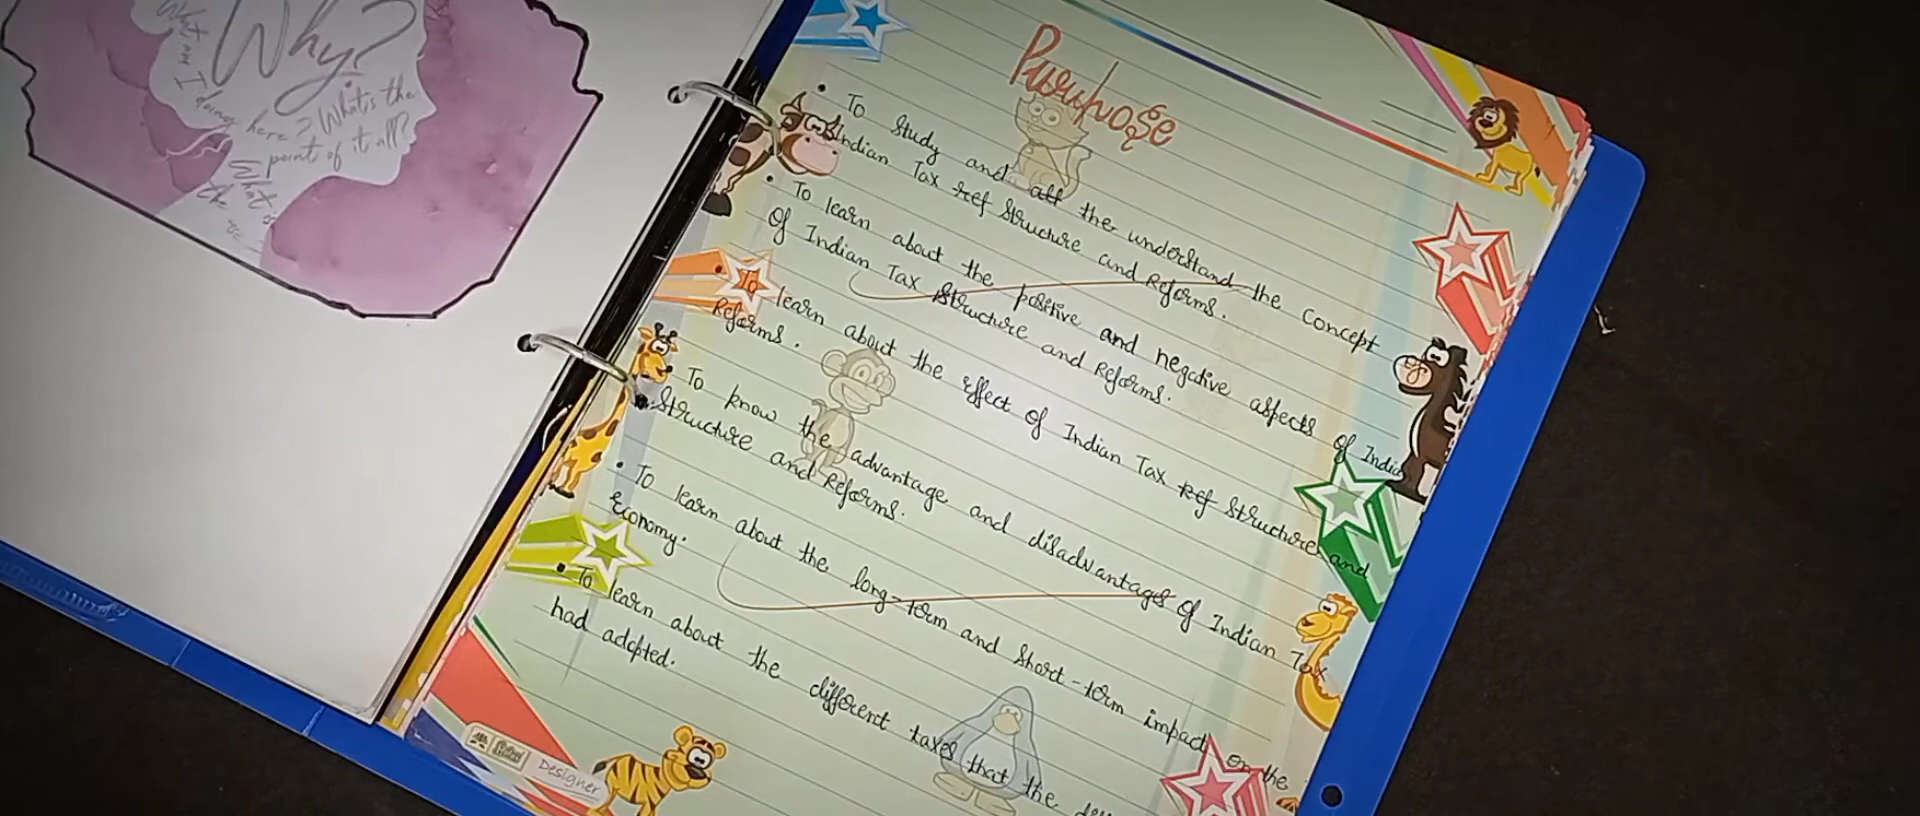 Why?
What am I doing here? What is the
point of it all?
What is
the
Purpose
• To study and all the understand the concept of
Indian Tax ref structure and Reforms.
• To learn about the positive and negative aspects of India
Of Indian Tax Structure and Reforms.
To learn about the effect of Indian Tax ref structure and
Reforms.
• To know the advantage and disadvantages of Indian Tax
Structure and Reforms.
• To learn about the long-term and short-term impact on the
Economy.
• To learn about the different taxes that the
had adopted.
Designer